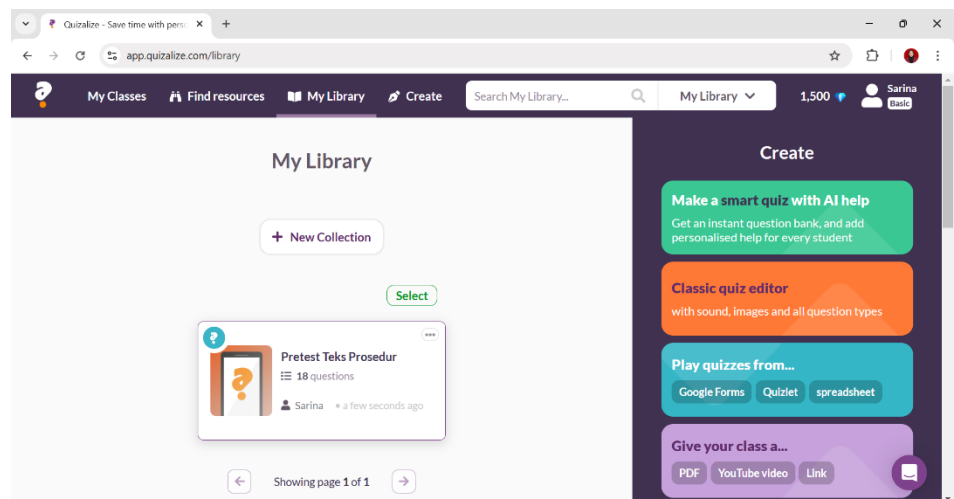 Quizalize - Save time with pers
app.quizalize.com/library
My Classes
Find resources
My Library
Create
Search My Library...
My Library
1,500
Sarina
Basic
My Library
+ New Collection
Select
Pretest Teks Prosedur
18 questions
Sarina • a few seconds ago
Showing page 1 of 1
Create
Make a smart quiz with AI help
Get an instant question bank, and add
personalised help for every student
Classic quiz editor
with sound, images and all question types
Play quizzes from...
Google Forms Quizlet spreadsheet
Give your class a...
PDF YouTube video Link